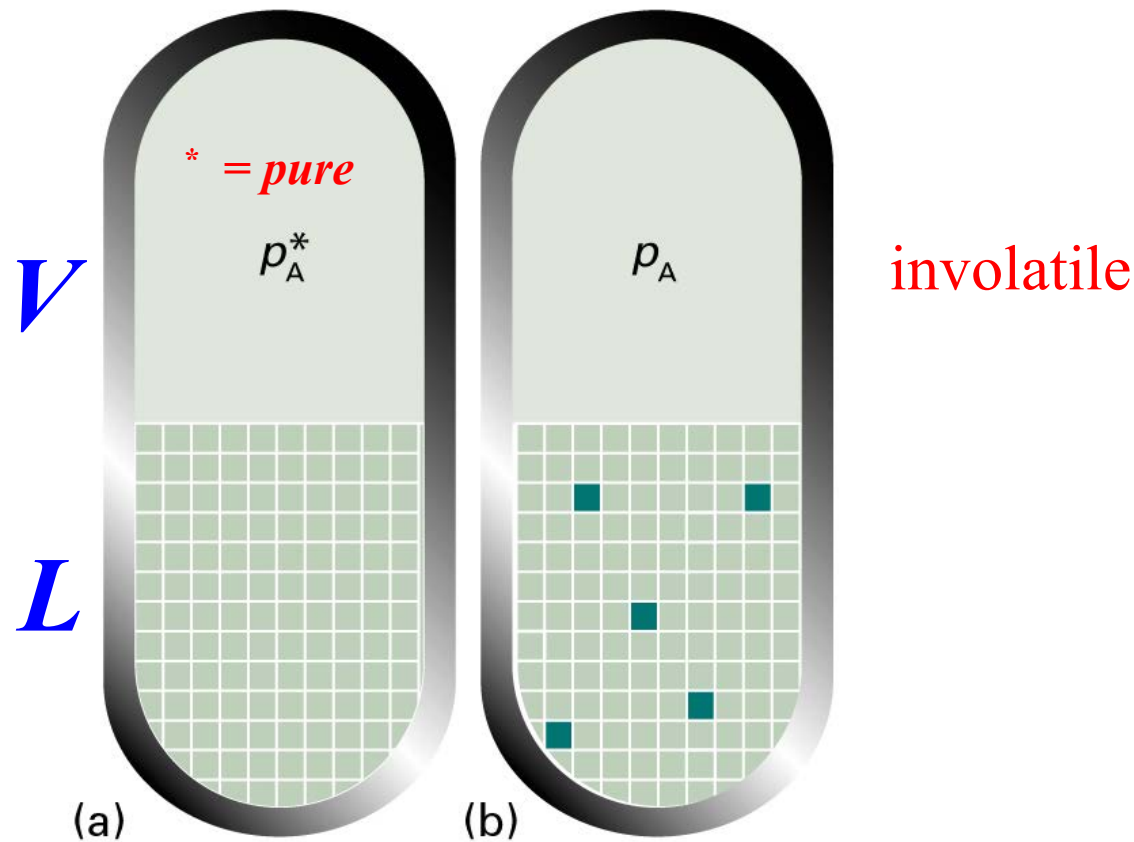 * = pure
V
p*A
pA
involatile
L
(a)
(b)